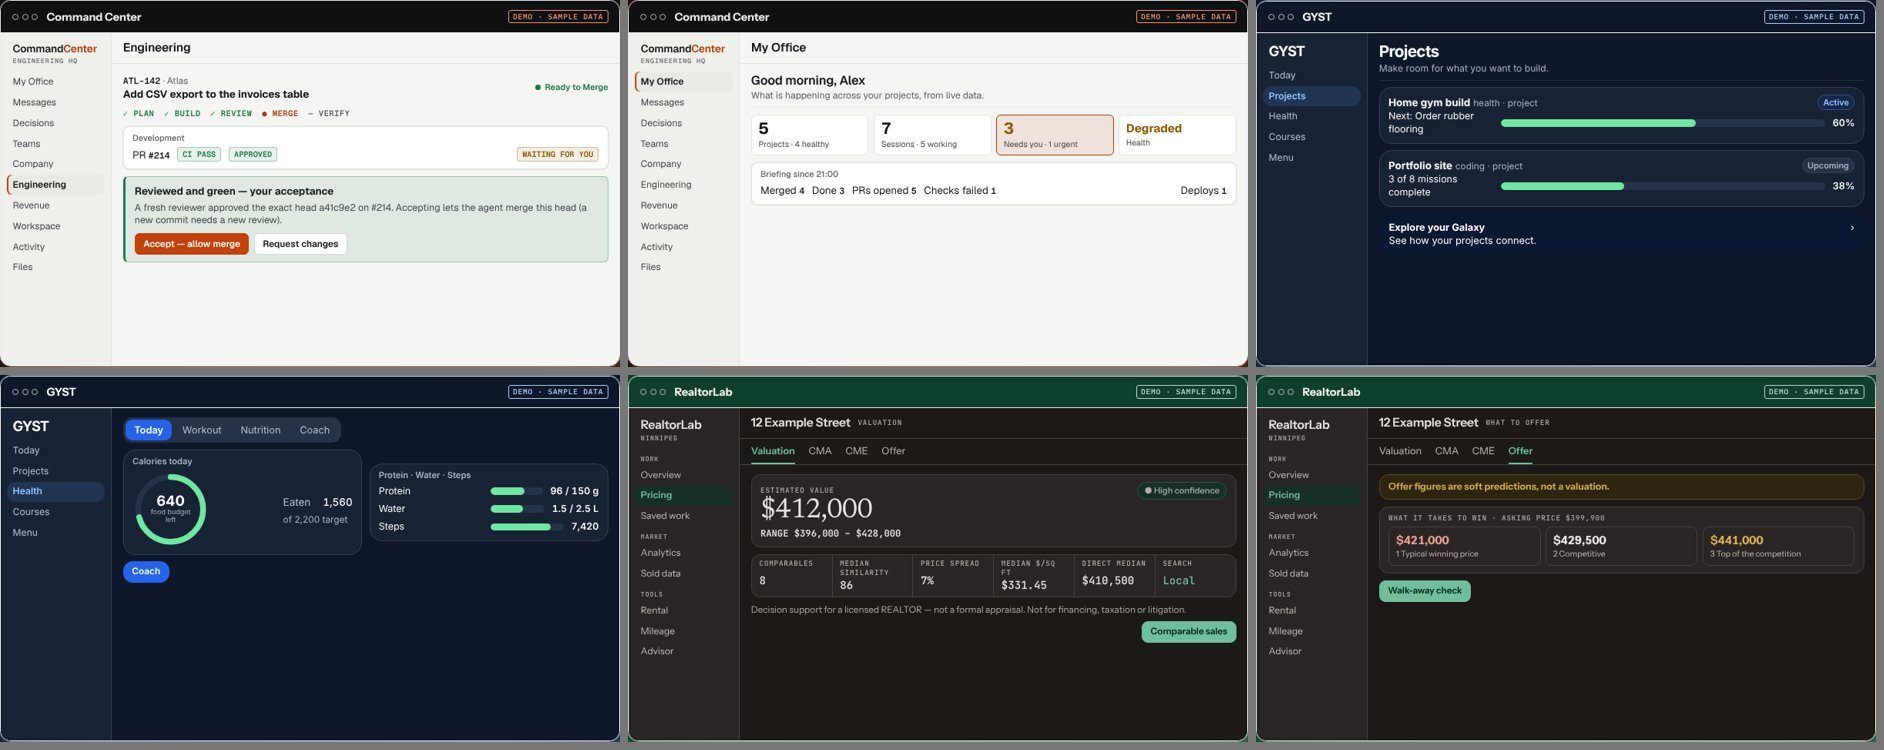 Command Center
DEMO · SAMPLE DATA
CommandCenter
ENGINEERING HQ
My Office
Messages
Decisions
Teams
Company
Engineering
Revenue
Workspace
Activity
Files
Engineering
ATL-142 · Atlas
Add CSV export to the invoices table
Ready to Merge
✓ PLAN ✓ BUILD ✓ REVIEW ● MERGE — VERIFY
Development
PR #214 CI PASS APPROVED WAITING FOR YOU
Reviewed and green — your acceptance
A fresh reviewer approved the exact head a41c9e2 on #214. Accepting lets the agent merge this head (a
new commit needs a new review).
Accept — allow merge Request changes
Command Center
DEMO · SAMPLE DATA
CommandCenter
ENGINEERING HQ
My Office
Messages
Decisions
Teams
Company
Engineering
Revenue
Workspace
Activity
Files
My Office
Good morning, Alex
What is happening across your projects, from live data.
5
Projects · 4 healthy
7
Sessions · 5 working
3
Needs you · 1 urgent
Degraded
Health
Briefing since 21:00
Merged 4 Done 3 PRs opened 5 Checks failed 1 Deploys 1
GYST
DEMO · SAMPLE DATA
GYST
Today
Projects
Health
Courses
Menu
Projects
Make room for what you want to build.
Home gym build health · project Active
Next: Order rubber
flooring
60%
Portfolio site coding · project Upcoming
3 of 8 missions
complete
38%
Explore your Galaxy ›
See how your projects connect.
GYST
DEMO · SAMPLE DATA
GYST
Today
Projects
Health
Courses
Menu
Today Workout Nutrition Coach
Calories today
640
food budget
left
Eaten 1,560
of 2,200 target
Protein · Water · Steps
Protein 96 / 150 g
Water 1.5 / 2.5 L
Steps 7,420
Coach
RealtorLab
DEMO · SAMPLE DATA
RealtorLab
WINNIPEG
WORK
Overview
Pricing
Saved work
MARKET
Analytics
Sold data
TOOLS
Rental
Mileage
Advisor
12 Example Street VALUATION
Valuation CMA CME Offer
ESTIMATED VALUE
High confidence
$412,000
RANGE $396,000 – $428,000
COMPARABLES
8
MEDIAN
SIMILARITY
86
PRICE SPREAD
7%
MEDIAN $/SQ
FT
$331.45
DIRECT MEDIAN
$410,500
SEARCH
Local
Decision support for a licensed REALTOR — not a formal appraisal. Not for financing, taxation or litigation.
Comparable sales
RealtorLab
DEMO · SAMPLE DATA
RealtorLab
WINNIPEG
WORK
Overview
Pricing
Saved work
MARKET
Analytics
Sold data
TOOLS
Rental
Mileage
Advisor
12 Example Street WHAT TO OFFER
Valuation CMA CME Offer
Offer figures are soft predictions, not a valuation.
WHAT IT TAKES TO WIN · ASKING PRICE $399,900
$421,000
1 Typical winning price
$429,500
2 Competitive
$441,000
3 Top of the competition
Walk-away check